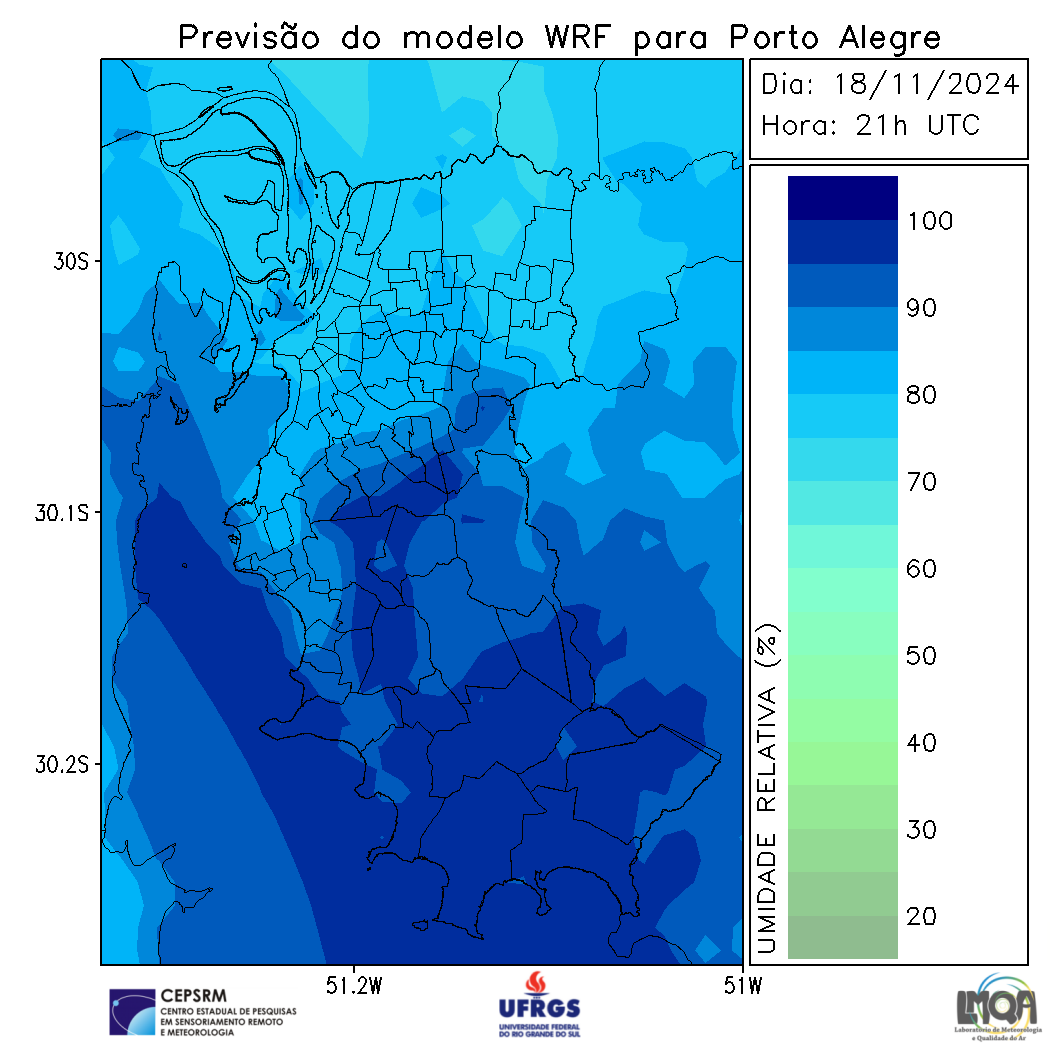 Previsão do modelo WRF para Porto Alegre
Dia: 18/11/2024
Hora: 21h UTC
30S
30.1S
30.2S
51.2W
51W
UMIDADE RELATIVA (%)
100
90
80
70
60
50
40
30
20
CEPSRM
CENTRO ESTADUAL DE PESQUISAS
EM SENSORIAMENTO REMOTO
E METEOROLOGIA
UFRGS
UNIVERSIDADE FEDERAL
DO RIO GRANDE DO SUL
LMQA
Laboratório de Meteorologia
e Qualidade do Ar